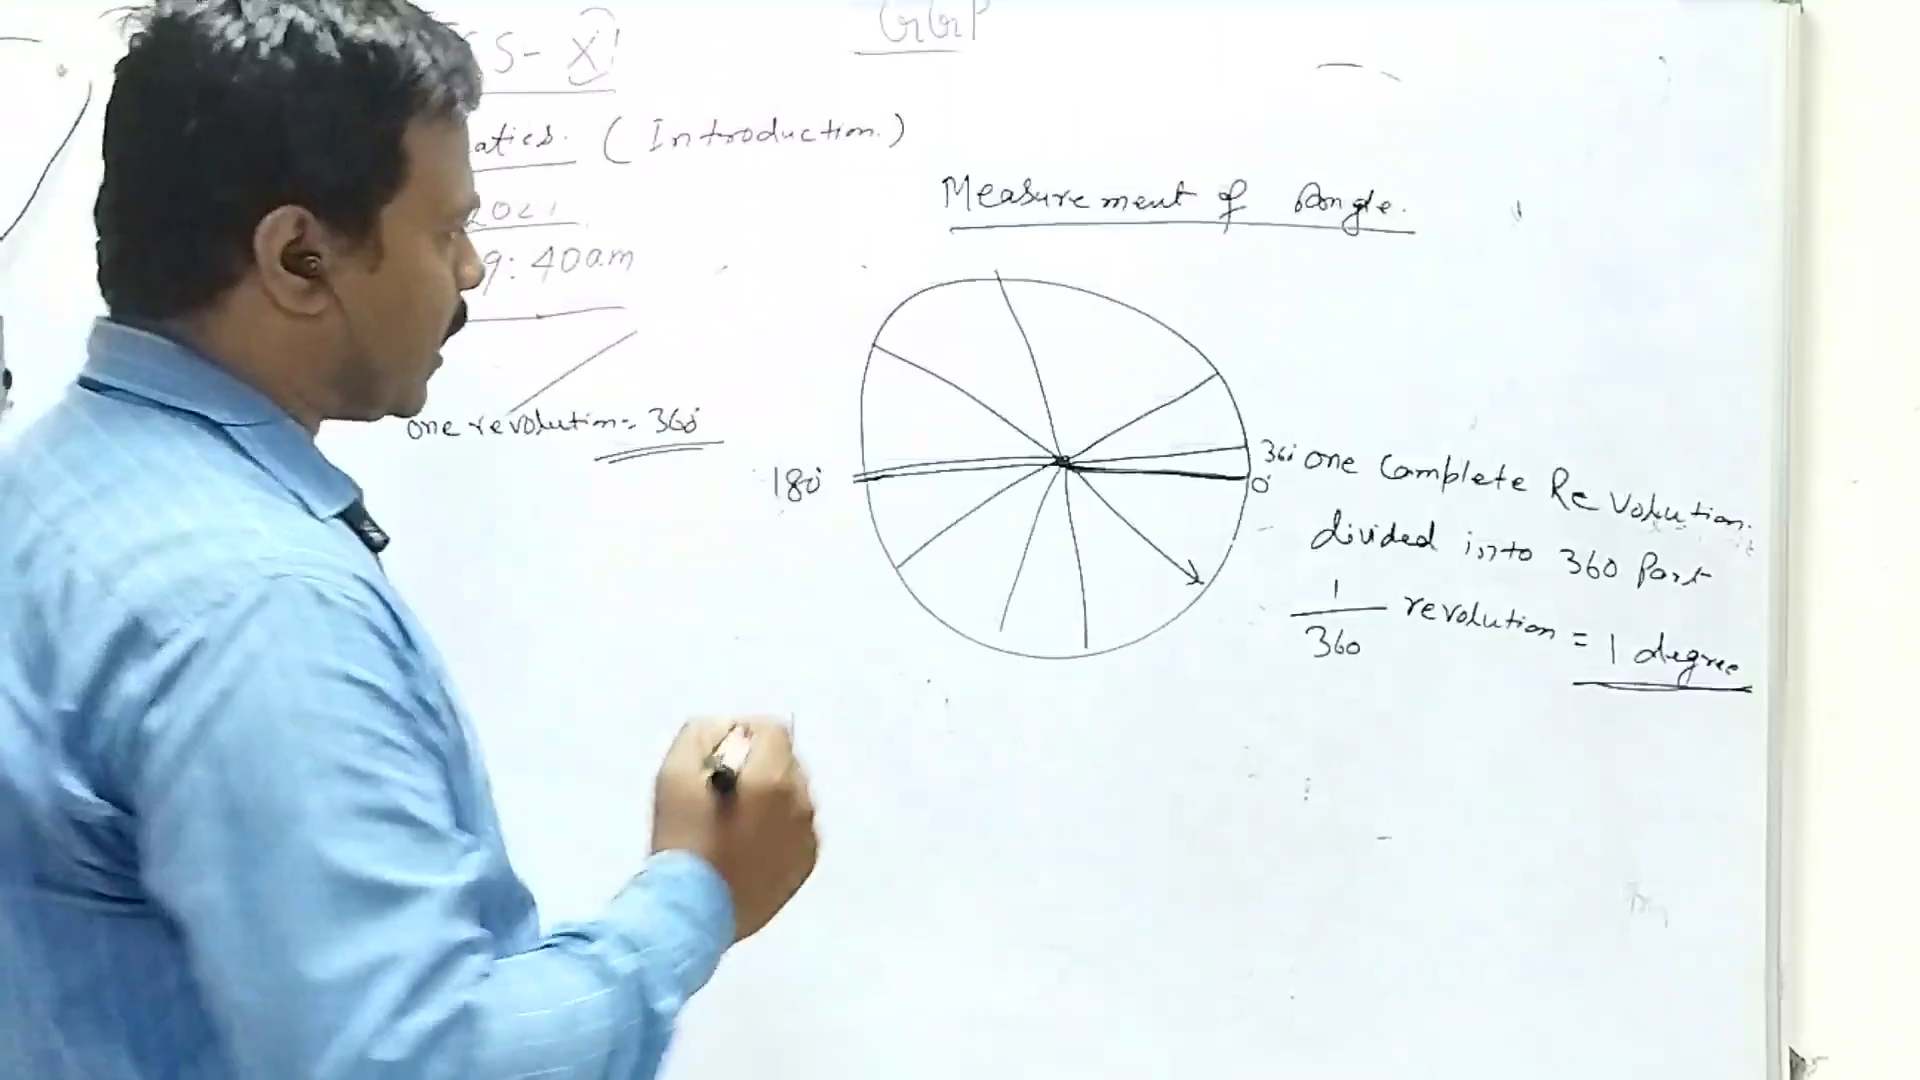 S- X
GGP
atics. (Introduction.)
2021
9:40am
one revolution = 360°
Measurement of Angle.
180°
360°
0°
one Complete Revolution.
divided into 360 Part
1/360 revolution = 1 degree